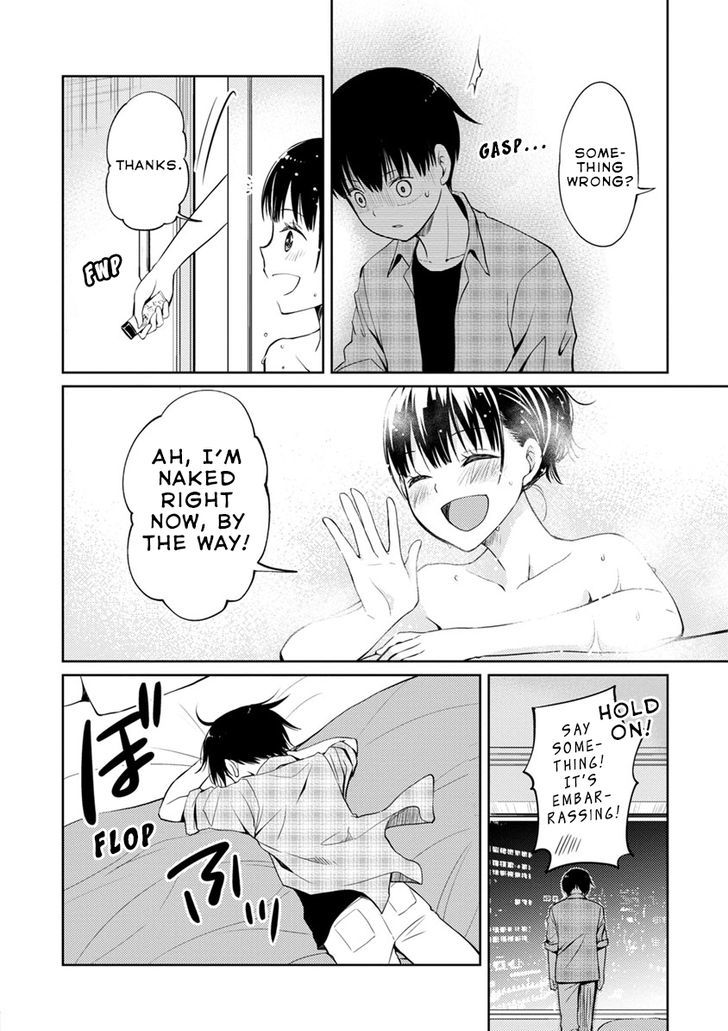 SOME-
THING
WRONG?
GASP...
THANKS.
FWP
AH, I'M
NAKED
RIGHT
NOW, BY
THE WAY!
HOLD
ON!
SAY
SOME-
THING!
IT'S
EMBAR-
RASSING!
ぼふッ
FLOP